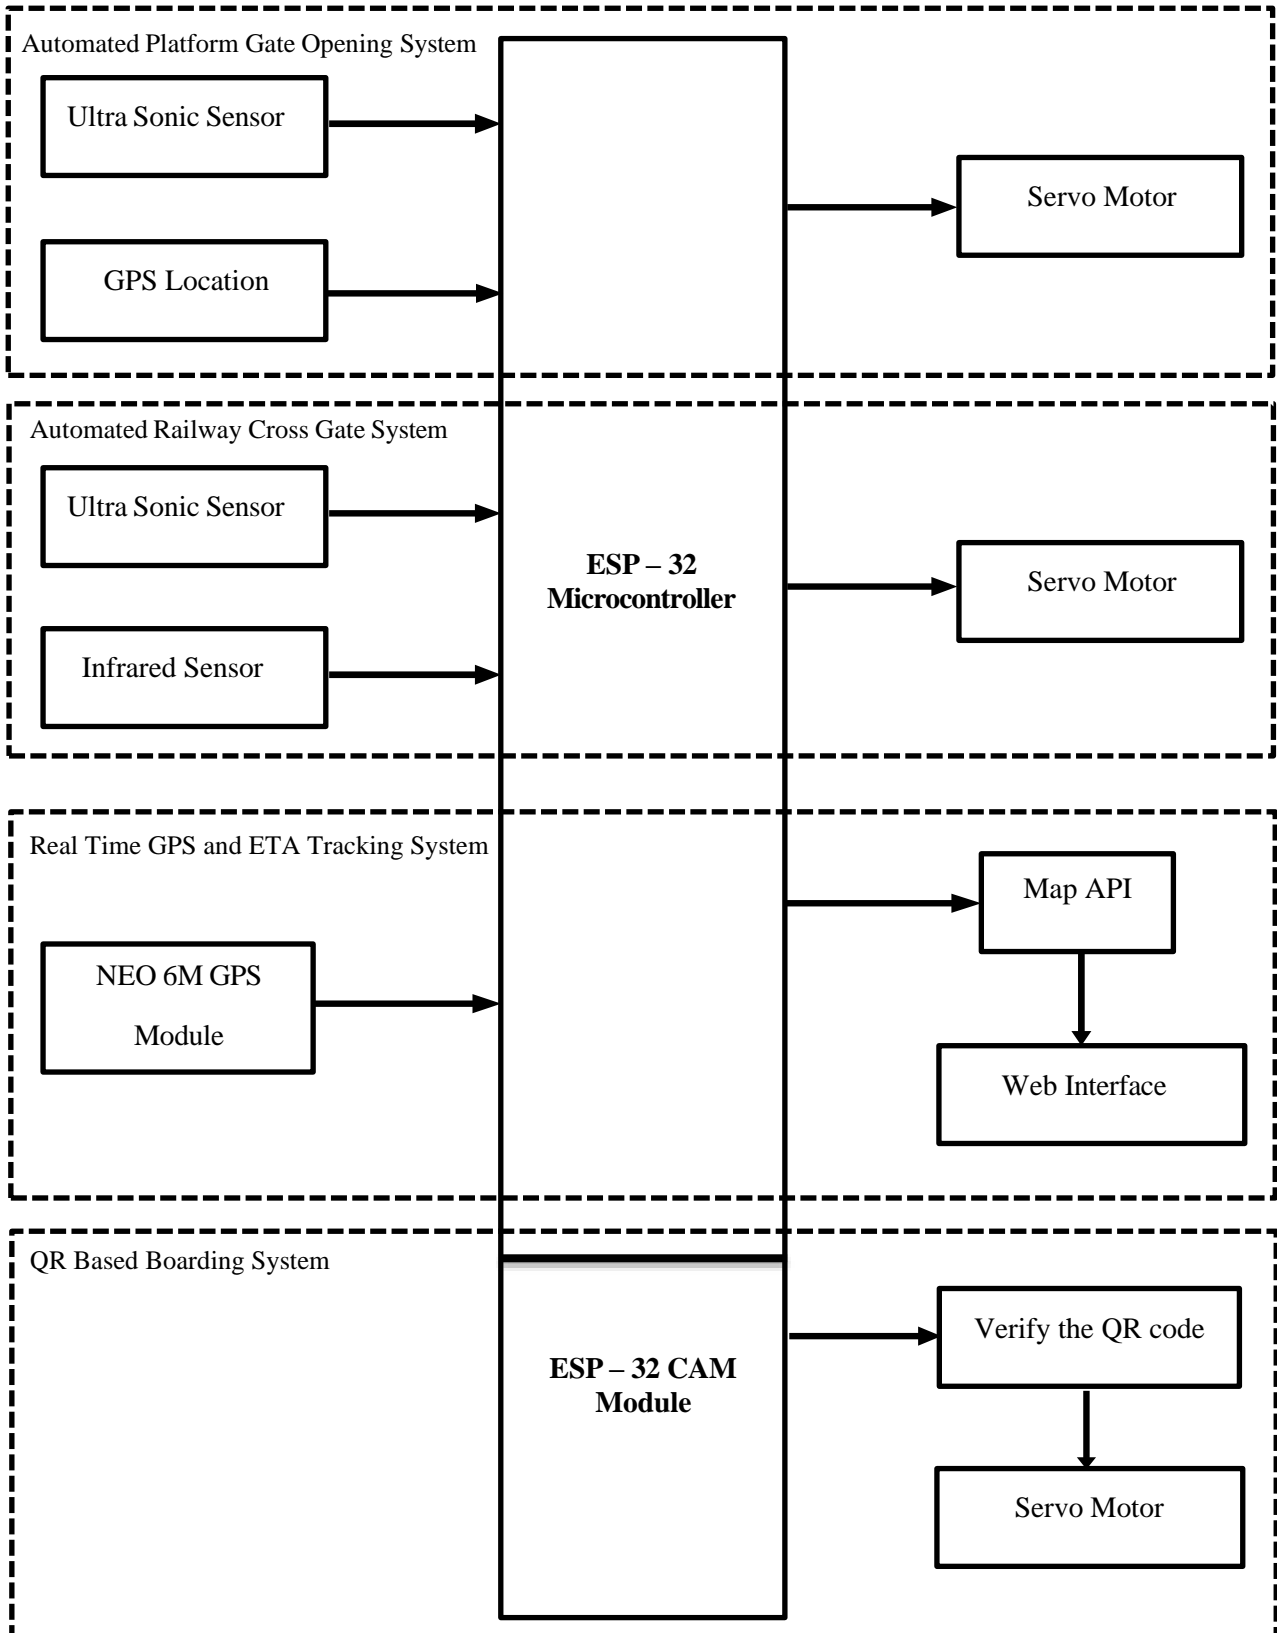 Automated Platform Gate Opening System
Ultra Sonic Sensor
GPS Location
Servo Motor
Automated Railway Cross Gate System
Ultra Sonic Sensor
Infrared Sensor
ESP – 32
Microcontroller
Servo Motor
Real Time GPS and ETA Tracking System
NEO 6M GPS
Module
Map API
Web Interface
QR Based Boarding System
ESP – 32 CAM
Module
Verify the QR code
Servo Motor